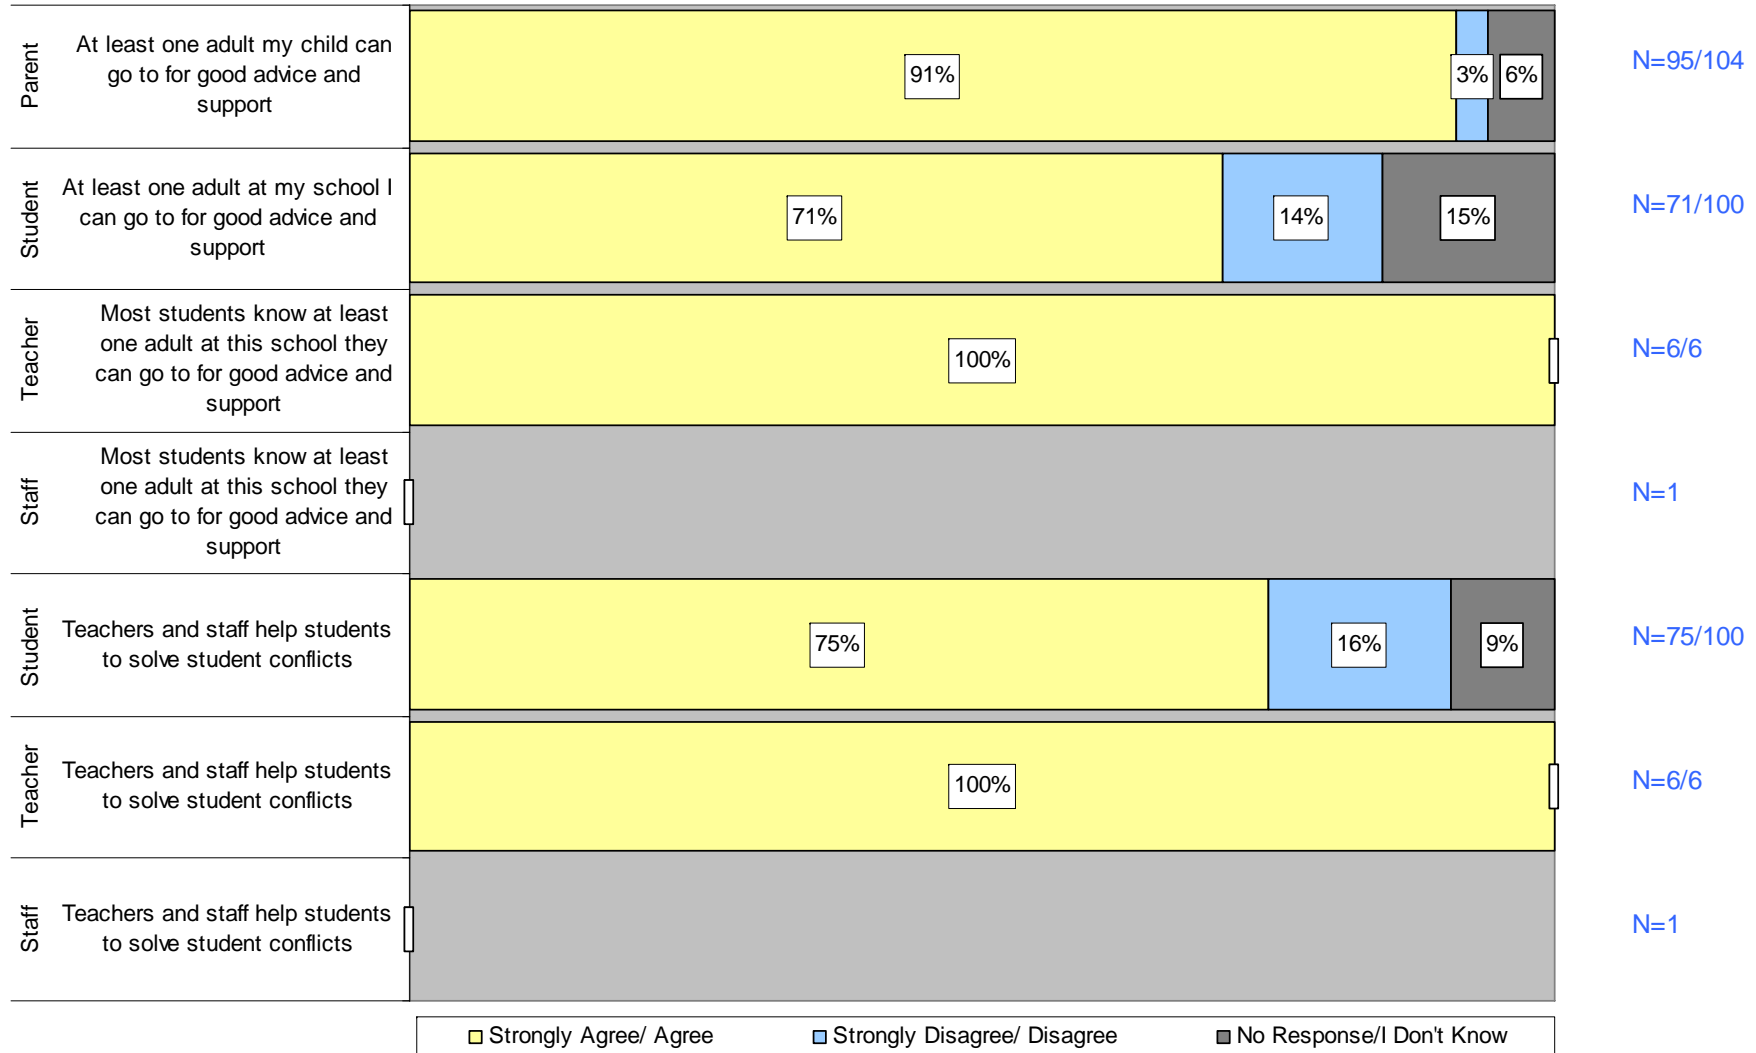 Parent
At least one adult my child can
go to for good advice and
support
91%
3%
6%
N=95/104
Student
At least one adult at my school I
can go to for good advice and
support
71%
14%
15%
N=71/100
Teacher
Most students know at least
one adult at this school they
can go to for good advice and
support
100%
N=6/6
Staff
Most students know at least
one adult at this school they
can go to for good advice and
support
N=1
Student
Teachers and staff help students
to solve student conflicts
75%
16%
9%
N=75/100
Teacher
Teachers and staff help students
to solve student conflicts
100%
N=6/6
Staff
Teachers and staff help students
to solve student conflicts
N=1
Strongly Agree/ Agree
Strongly Disagree/ Disagree
No Response/I Don't Know